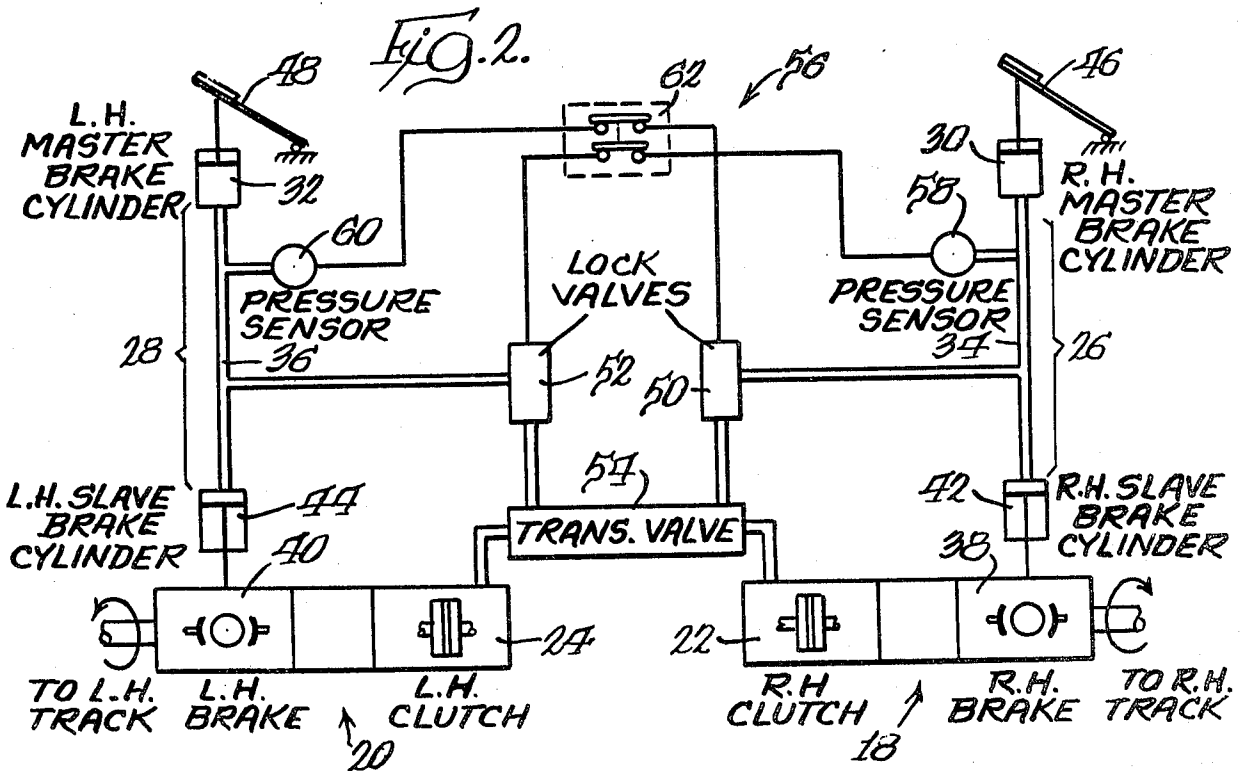 Fig. 2.
48
62
56
46
L. H.
MASTER
BRAKE
CYLINDER
32
30
R. H.
MASTER
BRAKE
CYLINDER
60
58
LOCK
VALVES
PRESSURE
SENSOR
PRESSURE
SENSOR
28
36
34
26
52
50
54
L.H. SLAVE
BRAKE
CYLINDER
44
42
R.H. SLAVE
BRAKE
CYLINDER
TRANS. VALVE
40
38
24
22
TO L.H.
TRACK
L.H.
BRAKE
L.H.
CLUTCH
R.H
CLUTCH
R.H.
BRAKE
TO R.H.
TRACK
20
18